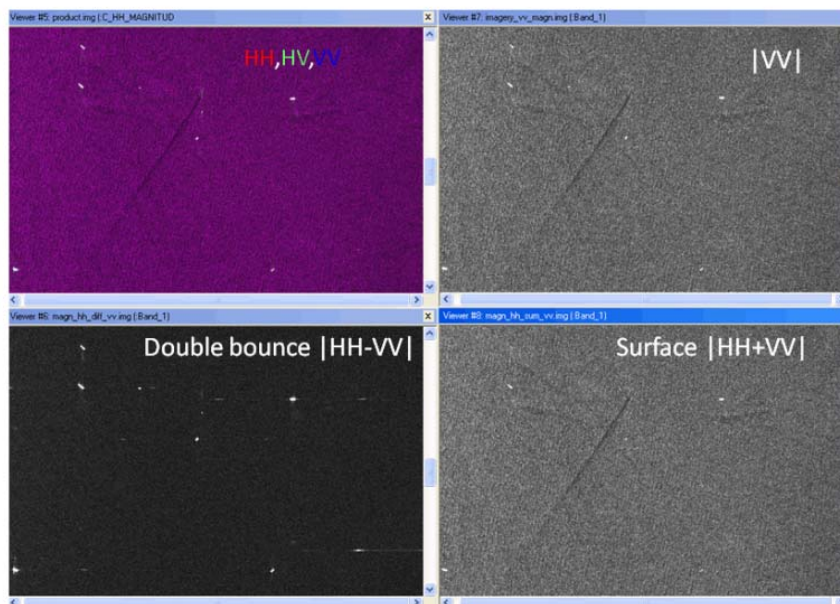 Viewer #5: product.img (:C_HH_MAGNITUD
HH,HV,VV
Viewer #7: imagery_vv_magn.img (:Band_1)
|VV|
Viewer #6: magn_hh_diff_vv.img (:Band_1)
Double bounce |HH-VV|
Viewer #8: magn_hh_sum_vv.img (:Band_1)
Surface |HH+VV|